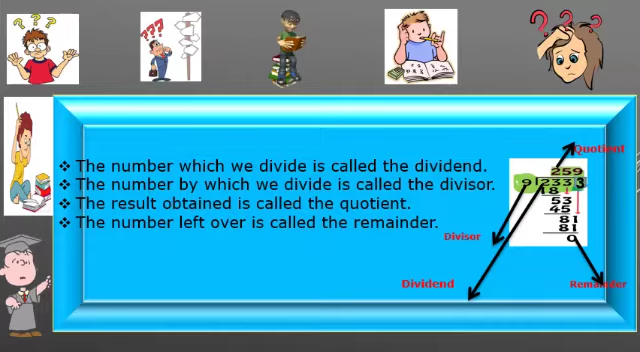 ❖ The number which we divide is called the dividend.
❖ The number by which we divide is called the divisor.
❖ The result obtained is called the quotient.
❖ The number left over is called the remainder.
Quotient
259
9 2331
18
53
45
81
81
0
Divisor
Dividend
Remainder